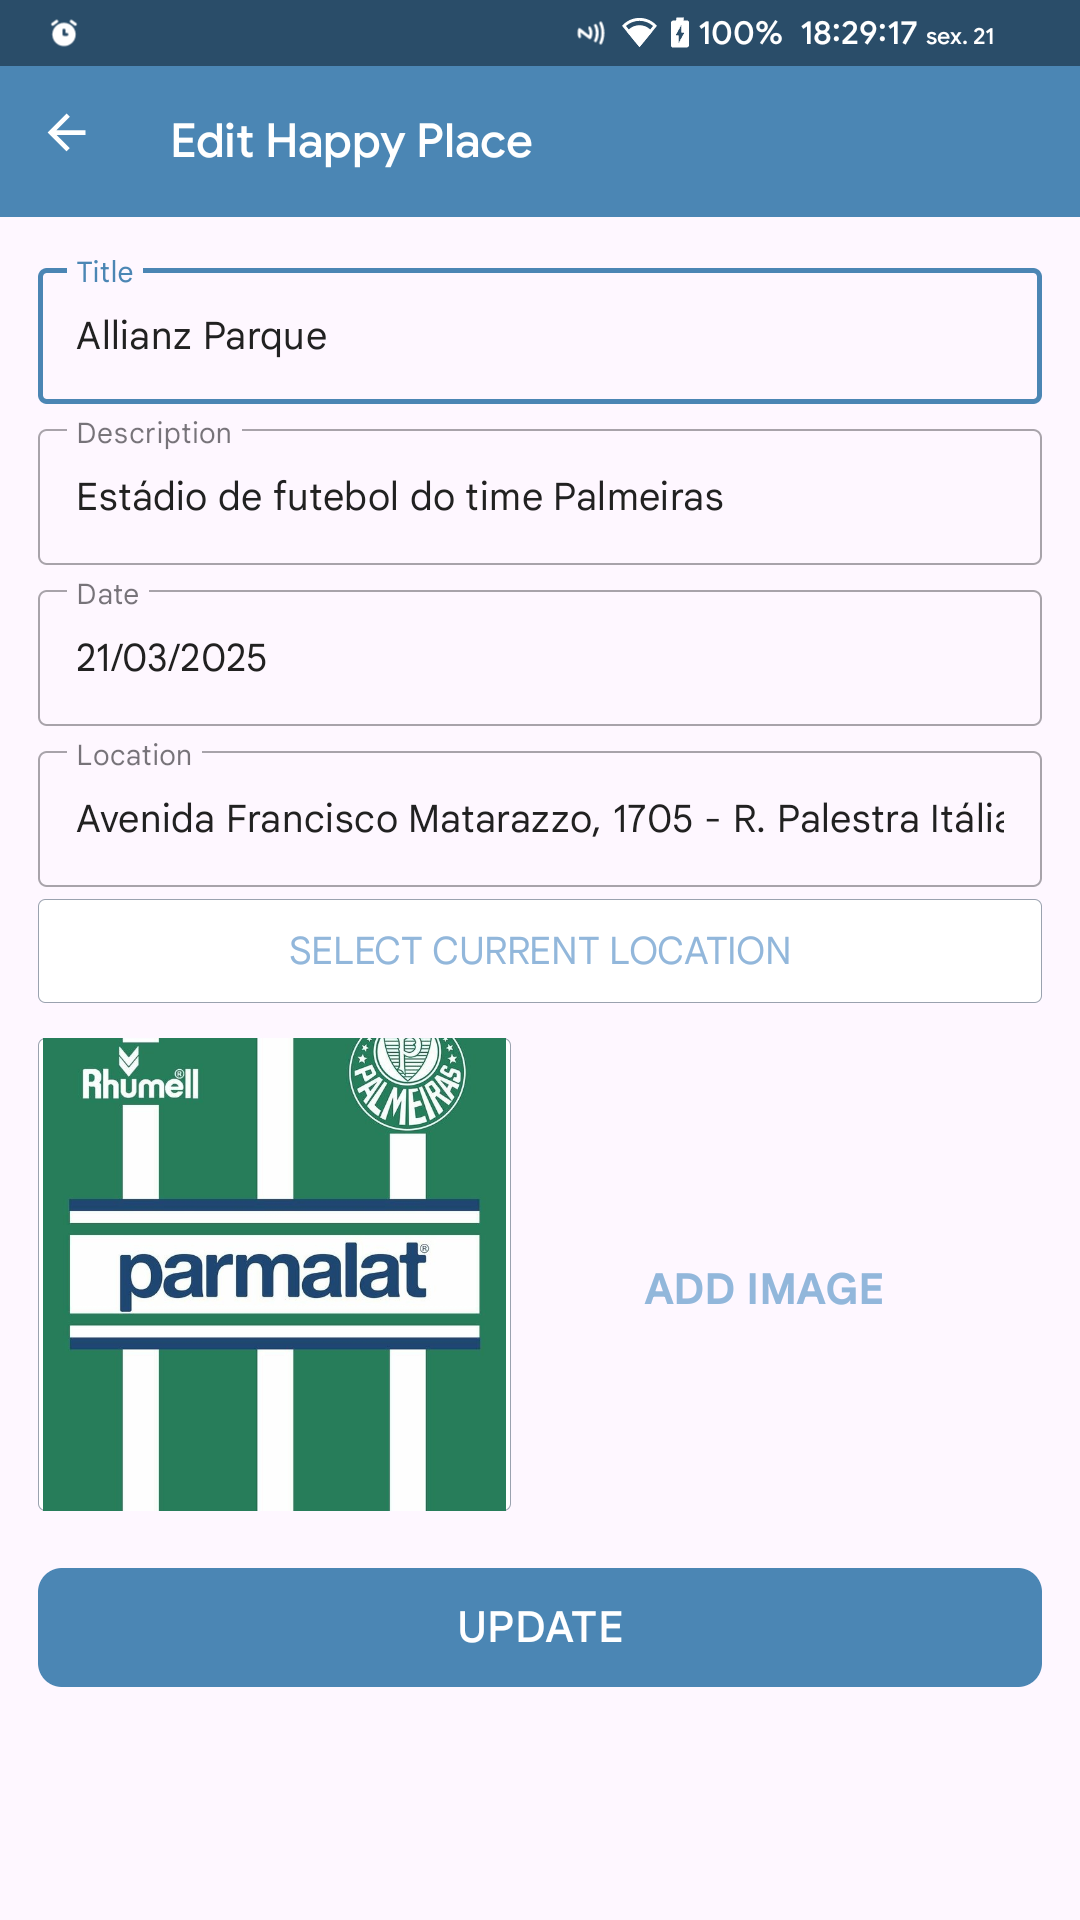 100% 18:29:17 sex. 21
Edit Happy Place
Title
Allianz Parque
Description
Estádio de futebol do time Palmeiras
Date
21/03/2025
Location
Avenida Francisco Matarazzo, 1705 - R. Palestra Itália
SELECT CURRENT LOCATION
Rhumell®
P
PALMEIRAS
parmalat®
ADD IMAGE
UPDATE